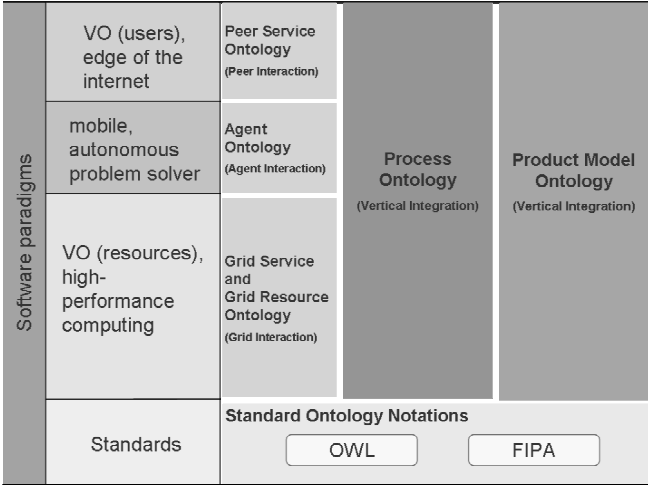 Software paradigms
VO (users),
edge of the
internet
Peer Service
Ontology
(Peer Interaction)
mobile,
autonomous
problem solver
Agent
Ontology
(Agent Interaction)
VO (resources),
high-
performance
computing
Grid Service
and
Grid Resource
Ontology
(Grid Interaction)
Process
Ontology
(Vertical Integration)
Product Model
Ontology
(Vertical Integration)
Standards
Standard Ontology Notations
OWL
FIPA